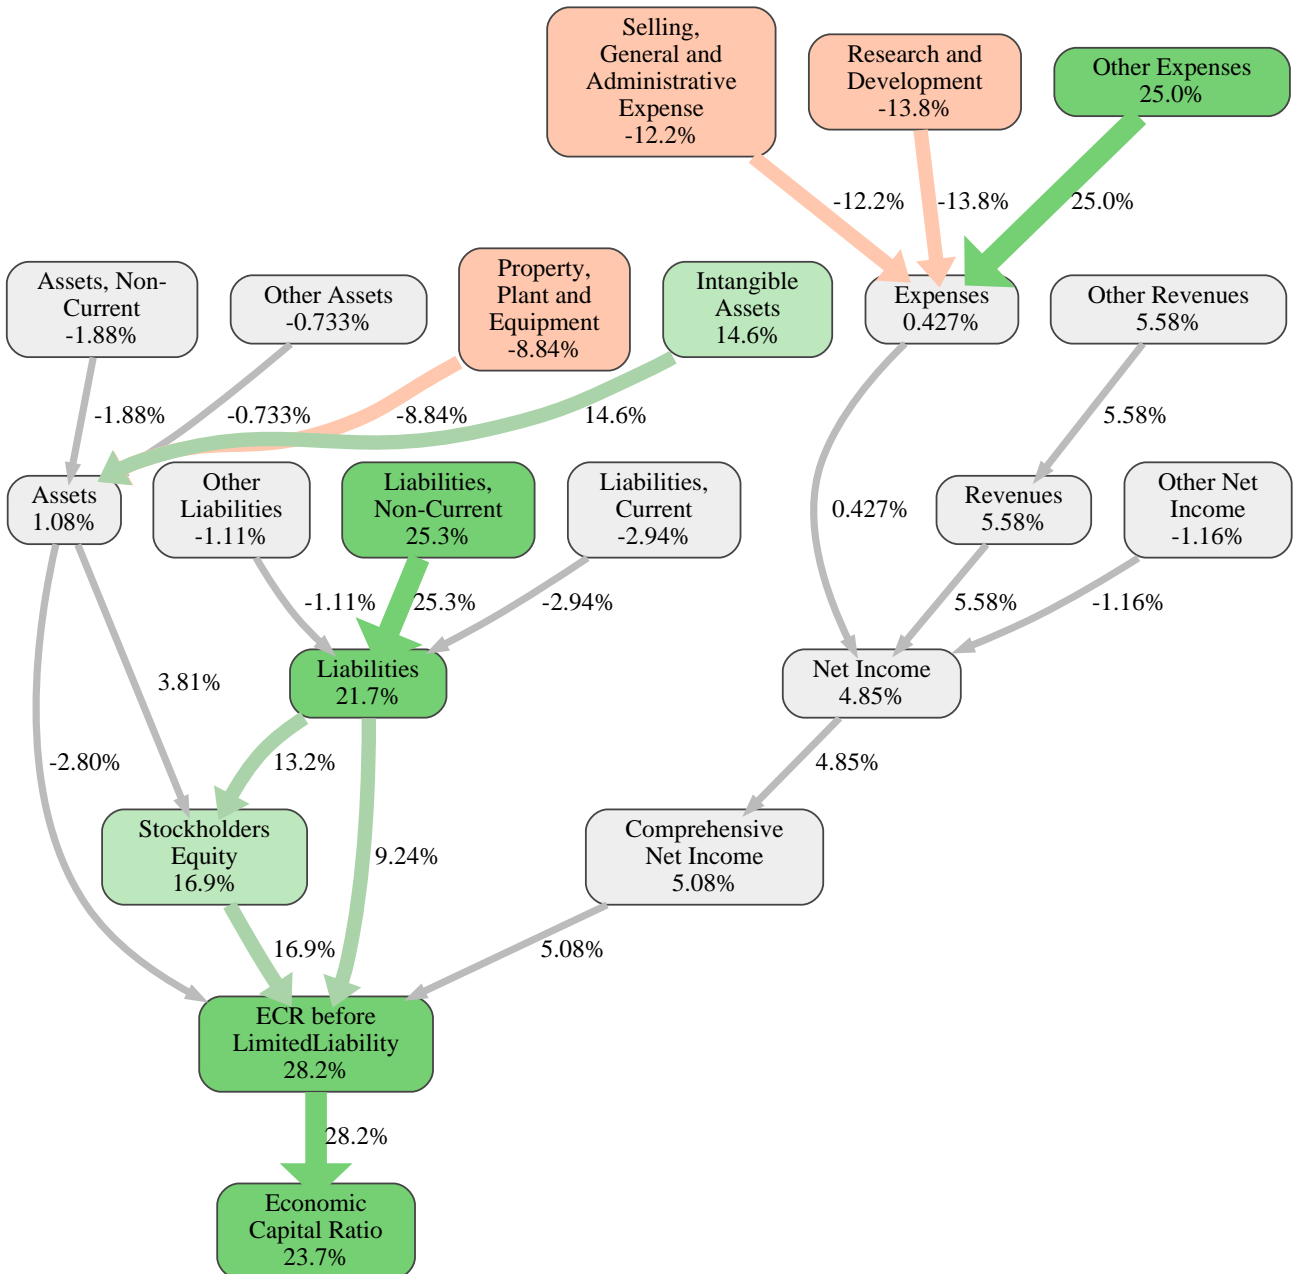 Selling,
General and
Administrative
Expense
-12.2%
Research and
Development
-13.8%
Other Expenses
25.0%
-12.2%
-13.8%
25.0%
Assets, Non-
Current
-1.88%
Other Assets
-0.733%
Property,
Plant and
Equipment
-8.84%
Intangible
Assets
14.6%
Expenses
0.427%
Other Revenues
5.58%
-1.88%
-0.733%
-8.84%
14.6%
5.58%
Assets
1.08%
Other
Liabilities
-1.11%
Liabilities,
Non-Current
25.3%
Liabilities,
Current
-2.94%
0.427%
Revenues
5.58%
Other Net
Income
-1.16%
-1.11%
25.3%
-2.94%
5.58%
-1.16%
Liabilities
21.7%
Net Income
4.85%
3.81%
-2.80%
13.2%
4.85%
Stockholders
Equity
16.9%
9.24%
Comprehensive
Net Income
5.08%
16.9%
5.08%
ECR before
LimitedLiability
28.2%
28.2%
Economic
Capital Ratio
23.7%